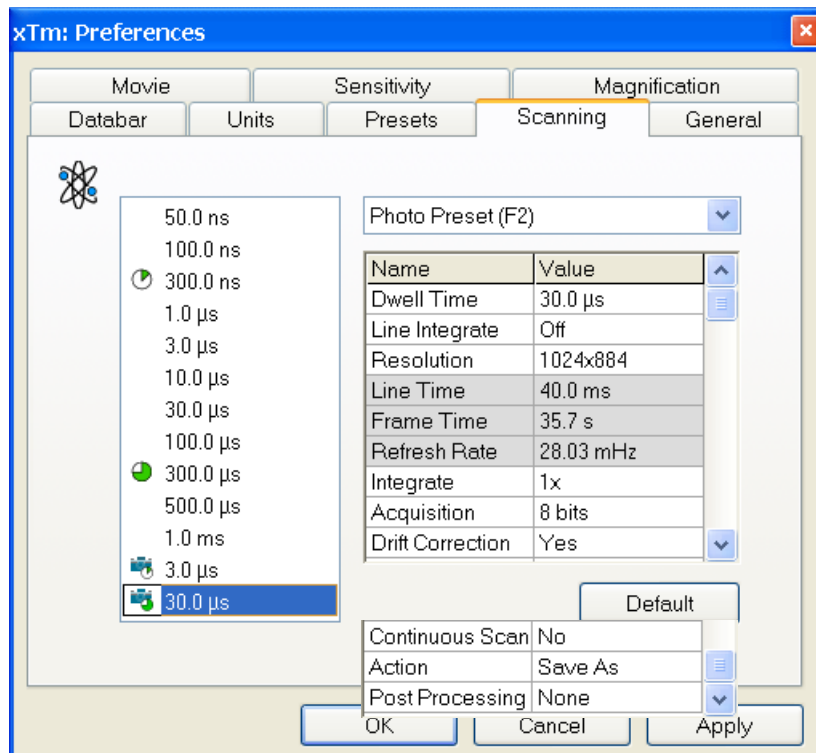 xTm: Preferences
Movie Sensitivity Magnification
Databar Units Presets Scanning General
50.0 ns
100.0 ns
300.0 ns
1.0 µs
3.0 µs
10.0 µs
30.0 µs
100.0 µs
300.0 µs
500.0 µs
1.0 ms
3.0 µs
30.0 µs
Photo Preset (F2)
Name Value
Dwell Time 30.0 µs
Line Integrate Off
Resolution 1024x884
Line Time 40.0 ms
Frame Time 35.7 s
Refresh Rate 28.03 mHz
Integrate 1x
Acquisition 8 bits
Drift Correction Yes
Default
Continuous Scan No
Action Save As
Post Processing None
OK Cancel Apply